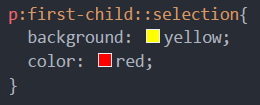 p:first-child::selection{
  background: yellow;
  color: red;
}